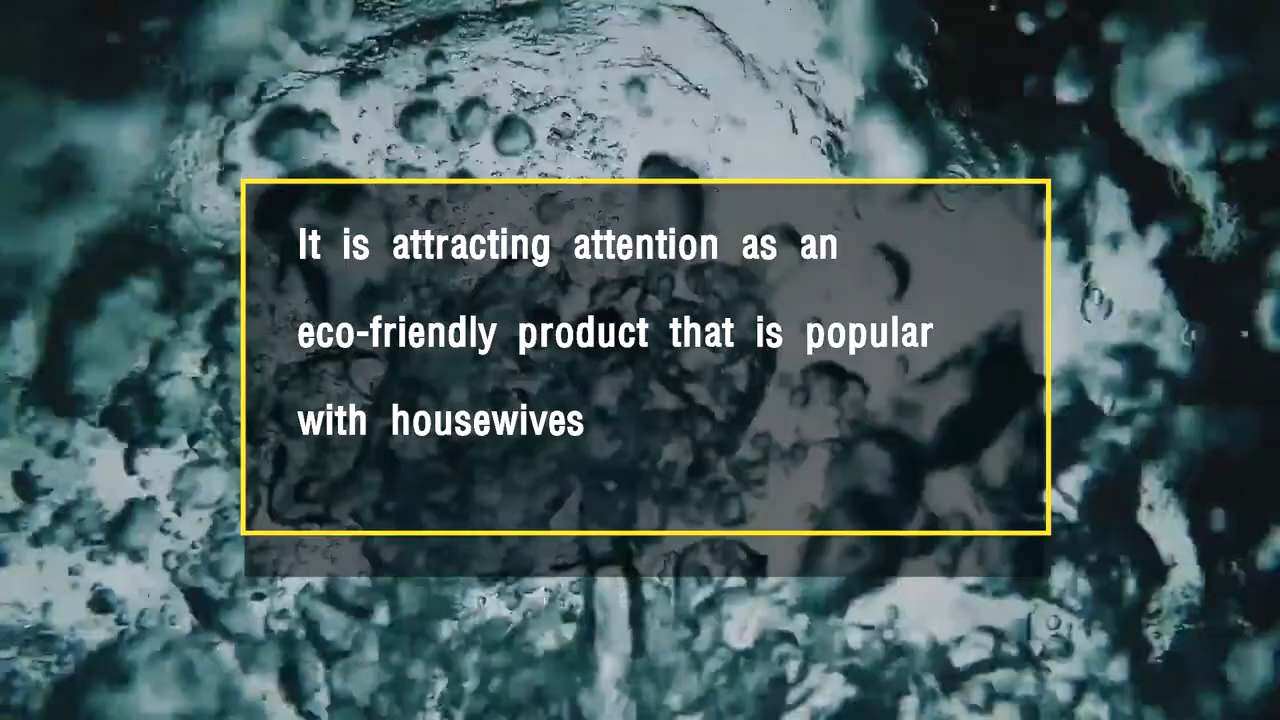 It is attracting attention as an
eco-friendly product that is popular
with housewives